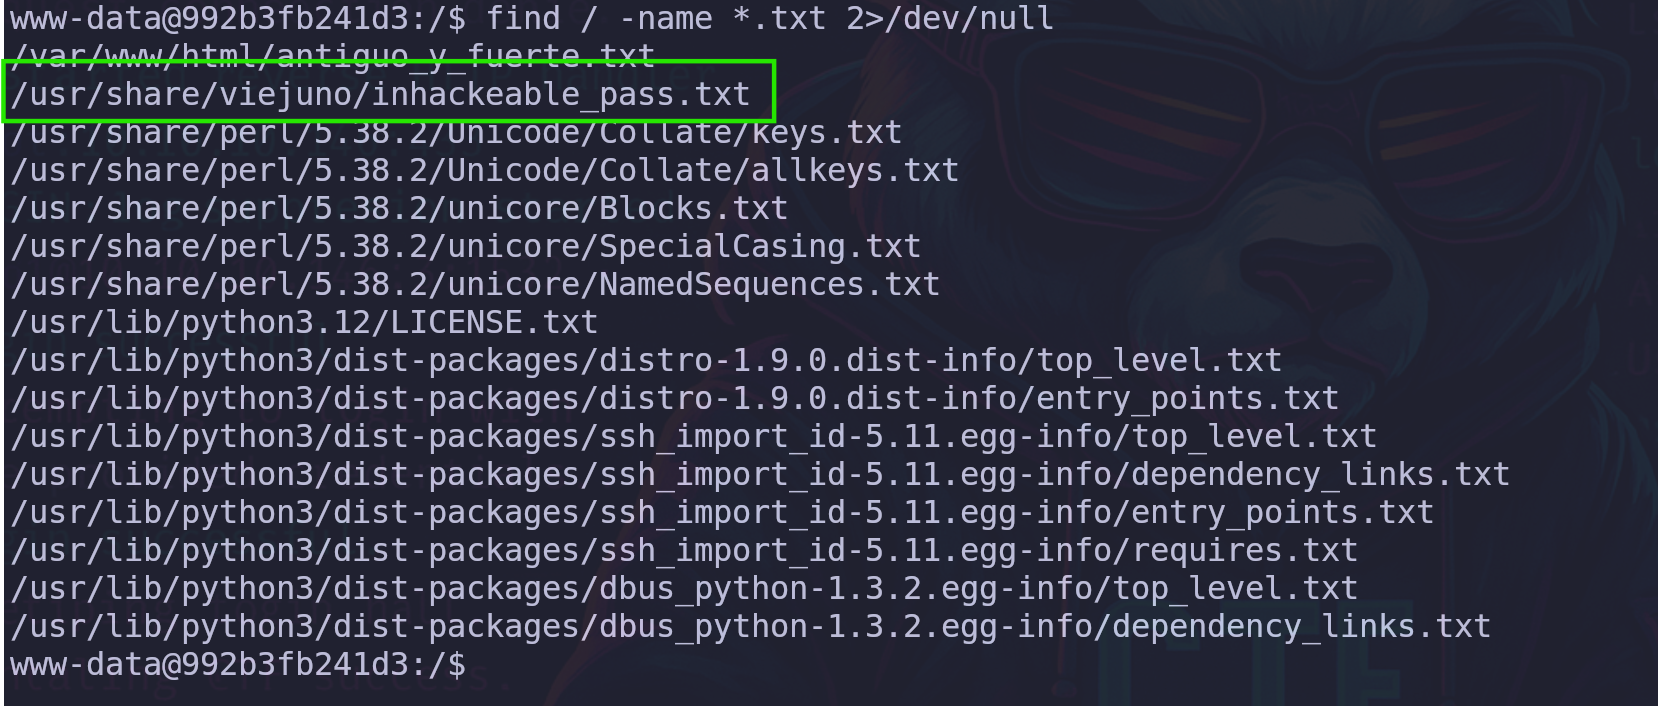 www-data@992b3fb241d3:/$ find / -name *.txt 2>/dev/null
/var/www/html/antiguo_y_fuerte.txt
/usr/share/viejuno/inhackeable_pass.txt
/usr/share/perl/5.38.2/Unicode/Collate/keys.txt
/usr/share/perl/5.38.2/Unicode/Collate/allkeys.txt
/usr/share/perl/5.38.2/unicore/Blocks.txt
/usr/share/perl/5.38.2/unicore/SpecialCasing.txt
/usr/share/perl/5.38.2/unicore/NamedSequences.txt
/usr/lib/python3.12/LICENSE.txt
/usr/lib/python3/dist-packages/distro-1.9.0.dist-info/top_level.txt
/usr/lib/python3/dist-packages/distro-1.9.0.dist-info/entry_points.txt
/usr/lib/python3/dist-packages/ssh_import_id-5.11.egg-info/top_level.txt
/usr/lib/python3/dist-packages/ssh_import_id-5.11.egg-info/dependency_links.txt
/usr/lib/python3/dist-packages/ssh_import_id-5.11.egg-info/entry_points.txt
/usr/lib/python3/dist-packages/ssh_import_id-5.11.egg-info/requires.txt
/usr/lib/python3/dist-packages/dbus_python-1.3.2.egg-info/top_level.txt
/usr/lib/python3/dist-packages/dbus_python-1.3.2.egg-info/dependency_links.txt
www-data@992b3fb241d3:/$
CTF